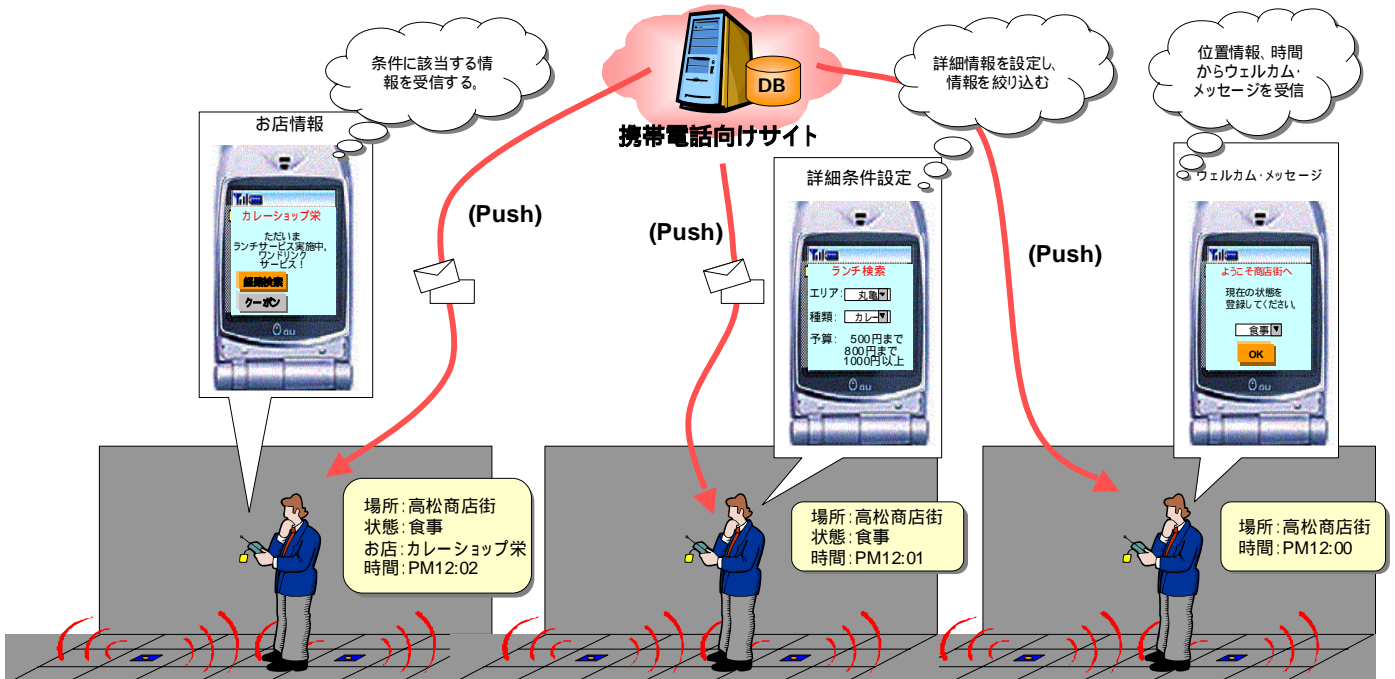 条件に該当する情
報を受信する。
DB
携帯電話向けサイト
詳細情報を設定し、
情報を絞り込む
位置情報、時間
からウェルカム・
メッセージを受信
お店情報
カレーショップ栄
ただいま
ランチサービス実施中。
ワンドリンク
サービス！
経路検索
クーポン
au
(Push)
(Push)
(Push)
詳細条件設定
ランチ検索
エリア: 丸亀▼
種類: カレー▼
予算: 500円まで
800円まで
1000円以上
au
ウェルカム・メッセージ
ようこそ商店街へ
現在の状態を
登録してください。
食事▼
OK
au
場所:高松商店街
状態:食事
お店:カレーショップ栄
時間:PM12:02
場所:高松商店街
状態:食事
時間:PM12:01
場所:高松商店街
時間:PM12:00